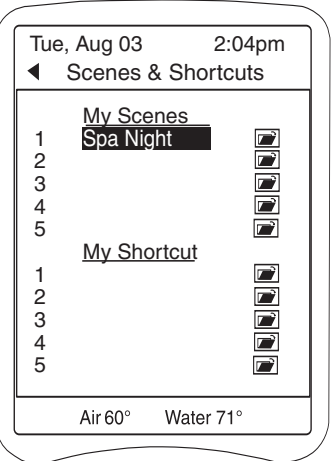 Tue, Aug 03 2:04pm
Scenes & Shortcuts
My Scenes
1 Spa Night
2
3
4
5
My Shortcut
1
2
3
4
5
Air 60° Water 71°